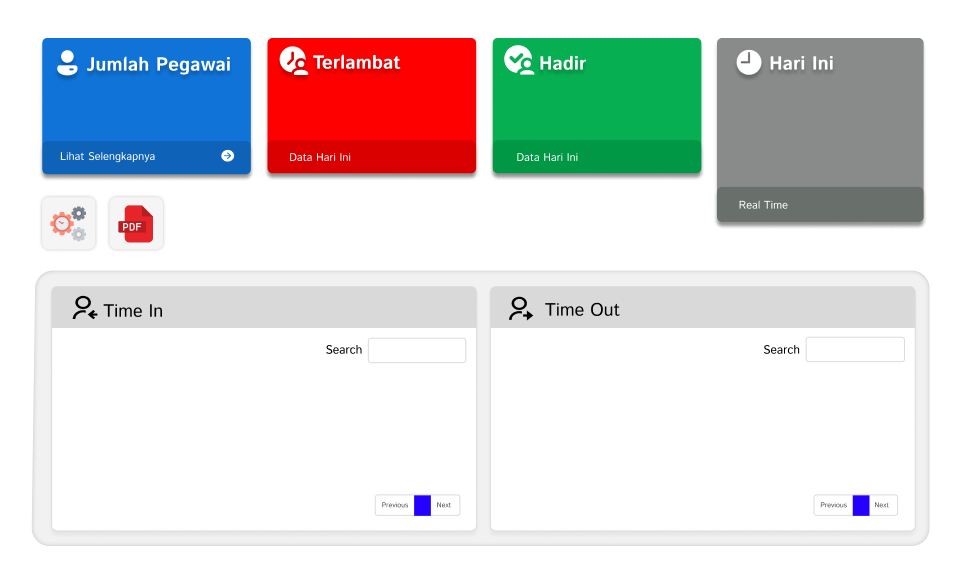 Jumlah Pegawai
Lihat Selengkapnya
Terlambat
Data Hari Ini
Hadir
Data Hari Ini
Hari Ini
Real Time
PDF
Time In
Search
Previous Next
Time Out
Search
Previous Next